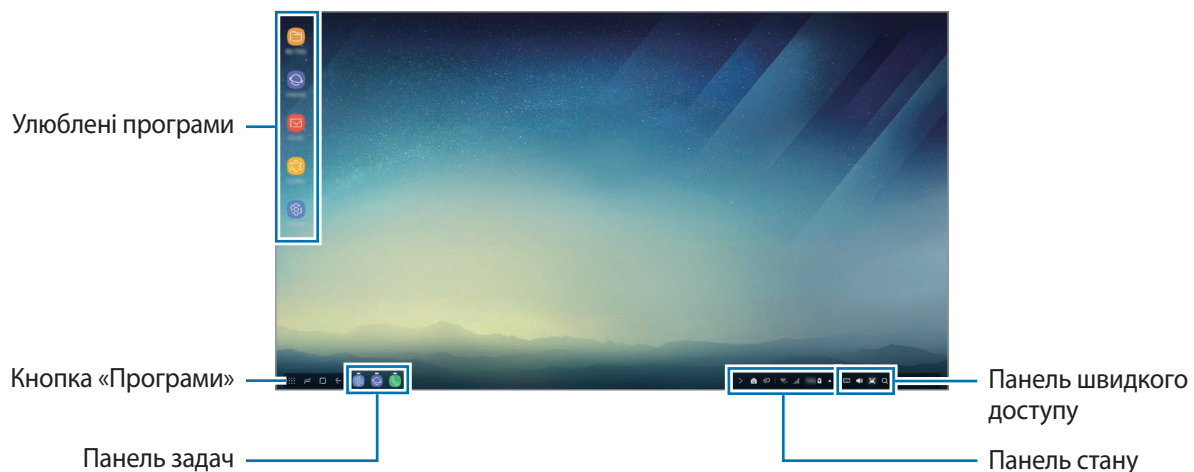 Улюблені програми
Кнопка «Програми»
Панель задач
Панель швидкого
доступу
Панель стану